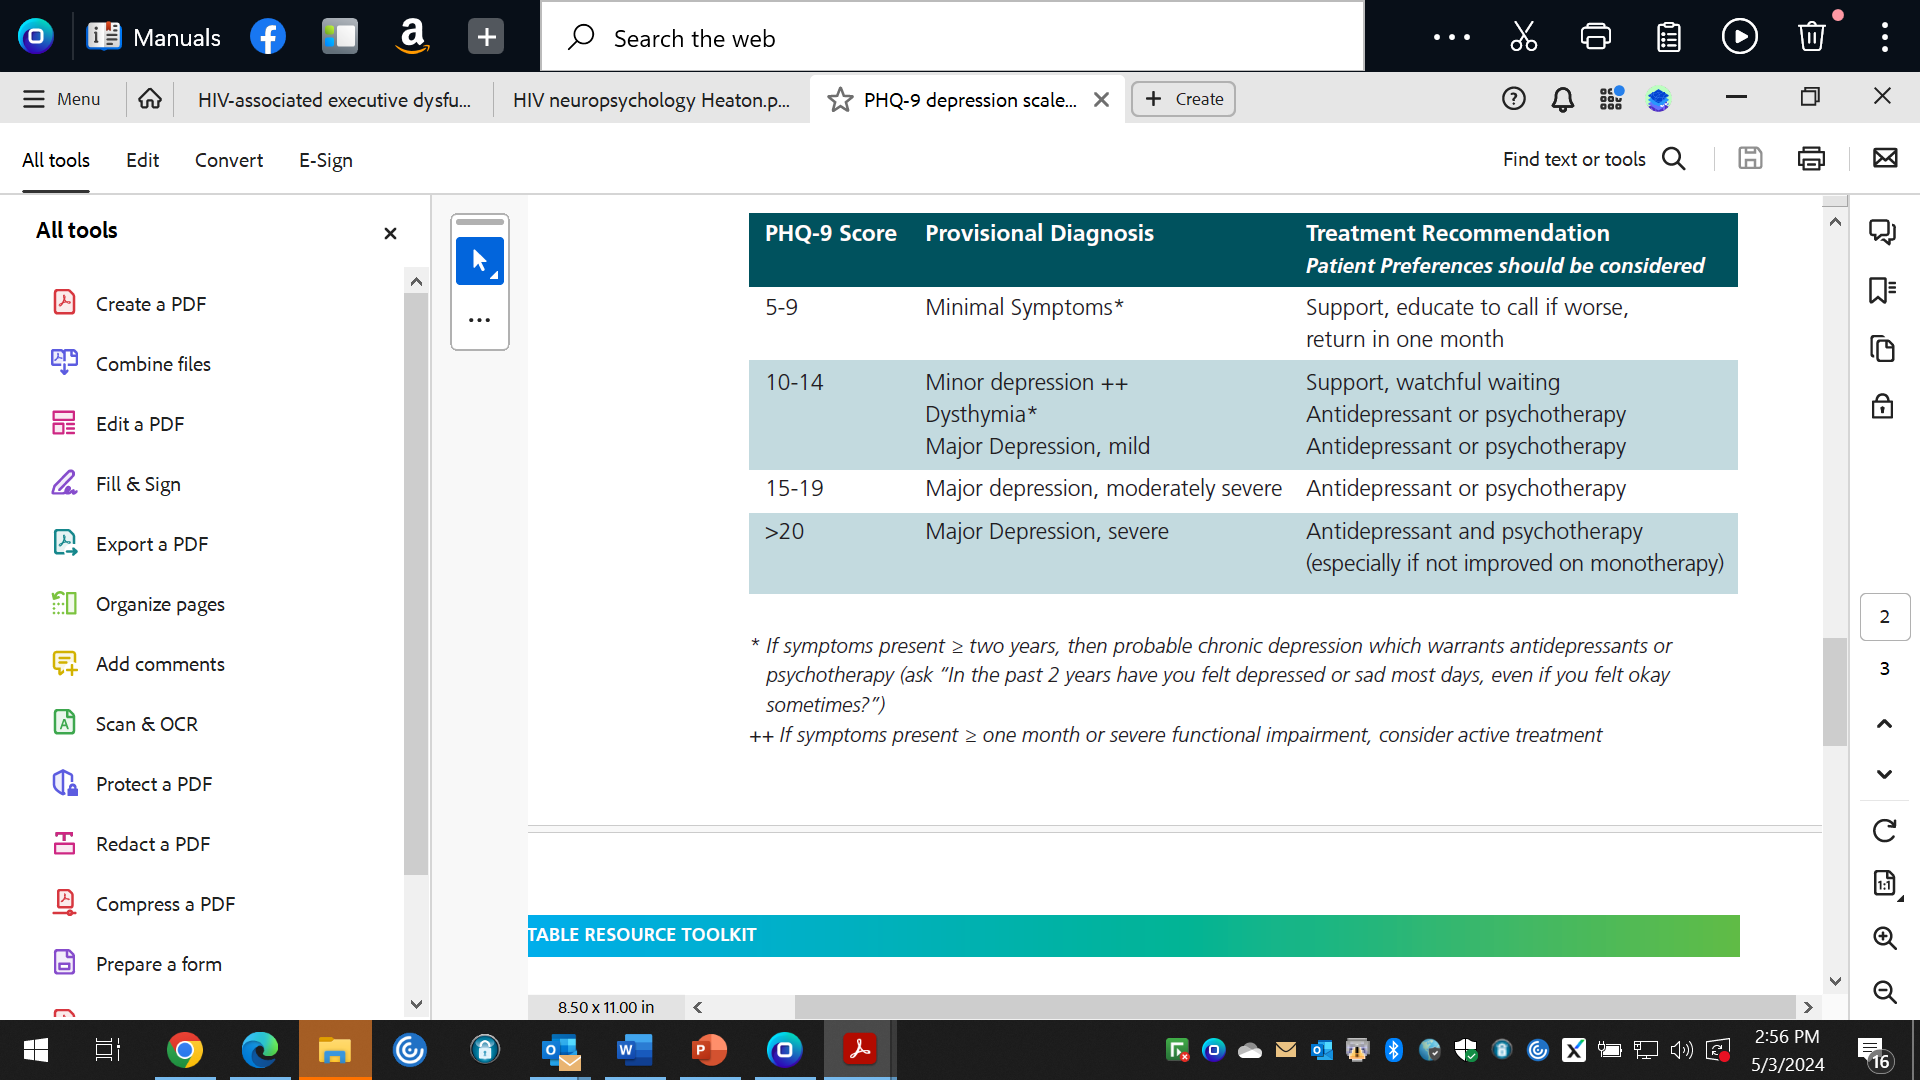 Manuals
Search the web
Menu
HIV-associated executive dysfu...
HIV neuropsychology Heaton.p...
PHQ-9 depression scale...
Create
All tools
Edit
Convert
E-Sign
Find text or tools
All tools
Create a PDF
Combine files
Edit a PDF
Fill & Sign
Export a PDF
Organize pages
Add comments
Scan & OCR
Protect a PDF
Redact a PDF
Compress a PDF
Prepare a form
PHQ-9 Score Provisional Diagnosis Treatment Recommendation
Patient Preferences should be considered
5-9 Minimal Symptoms* Support, educate to call if worse,
return in one month
10-14 Minor depression ++ Support, watchful waiting
Dysthymia* Antidepressant or psychotherapy
Major Depression, mild Antidepressant or psychotherapy
15-19 Major depression, moderately severe Antidepressant or psychotherapy
>20 Major Depression, severe Antidepressant and psychotherapy
(especially if not improved on monotherapy)
* If symptoms present ≥ two years, then probable chronic depression which warrants antidepressants or
psychotherapy (ask “In the past 2 years have you felt depressed or sad most days, even if you felt okay
sometimes?”)
++ If symptoms present ≥ one month or severe functional impairment, consider active treatment
TABLE RESOURCE TOOLKIT
8.50 x 11.00 in
2
3
1:1
2:56 PM
5/3/2024
16